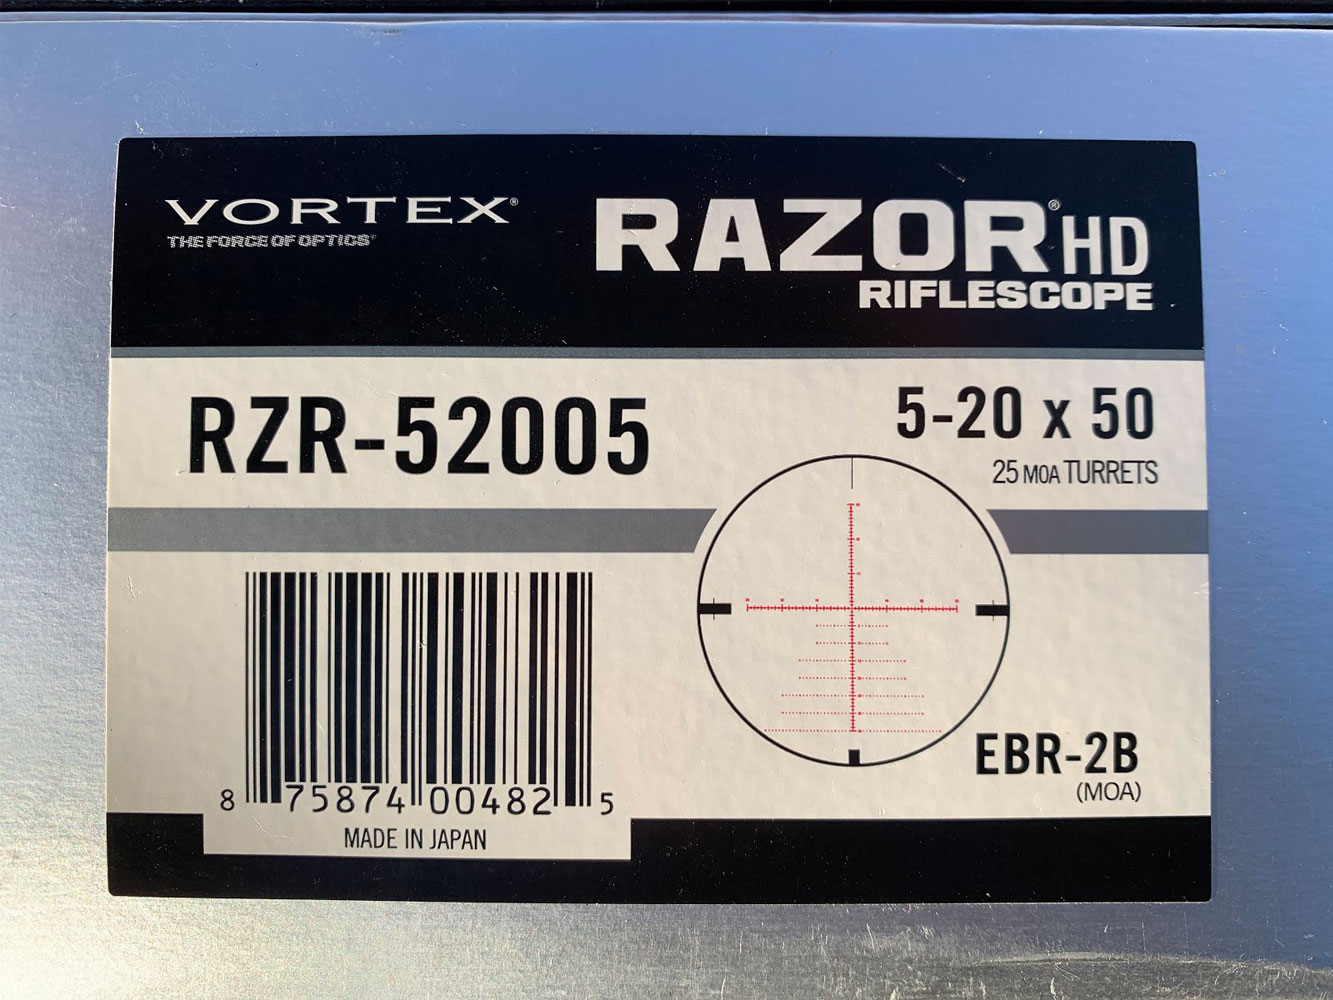 VORTEX®
THE FORCE OF OPTICS®
RAZOR® HD
RIFLESCOPE
RZR-52005
5-20 x 50
25 MOA TURRETS
EBR-2B
(MOA)
8 75874 00482 5
MADE IN JAPAN